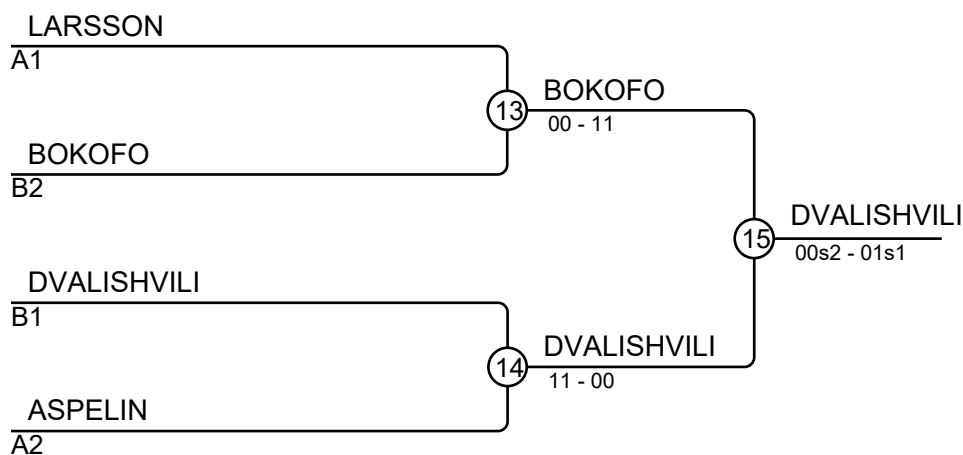 LARSSON
A1
13
BOKOFO
00 - 11
BOKOFO
B2
15
DVALISHVILI
00s2 - 01s1
DVALISHVILI
B1
14
DVALISHVILI
11 - 00
ASPELIN
A2